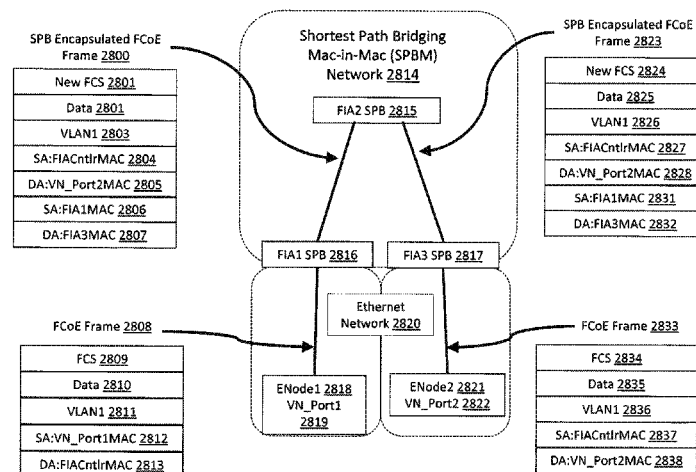 SPB Encapsulated FCoE
Frame 2800
New FCS 2801
Data 2801
VLAN1 2803
SA:FIACntlrMAC 2804
DA:VN_Port2MAC 2805
SA:FIA1MAC 2806
DA:FIA3MAC 2807
Shortest Path Bridging
Mac-in-Mac (SPBM)
Network 2814
FIA2 SPB 2815
SPB Encapsulated FCoE
Frame 2823
New FCS 2824
Data 2825
VLAN1 2826
SA:FIACntlrMAC 2827
DA:VN_Port2MAC 2828
SA:FIA1MAC 2831
DA:FIA3MAC 2832
FIA1 SPB 2816
FIA3 SPB 2817
Ethernet
Network 2820
FCoE Frame 2808
FCS 2809
Data 2810
VLAN1 2811
SA:VN_Port1MAC 2812
DA:FIACntlrMAC 2813
ENode1 2818
VN_Port1
2819
ENode2 2821
VN_Port2 2822
FCoE Frame 2833
FCS 2834
Data 2835
VLAN1 2836
SA:FIACntlrMAC 2837
DA:VN_Port2MAC 2838